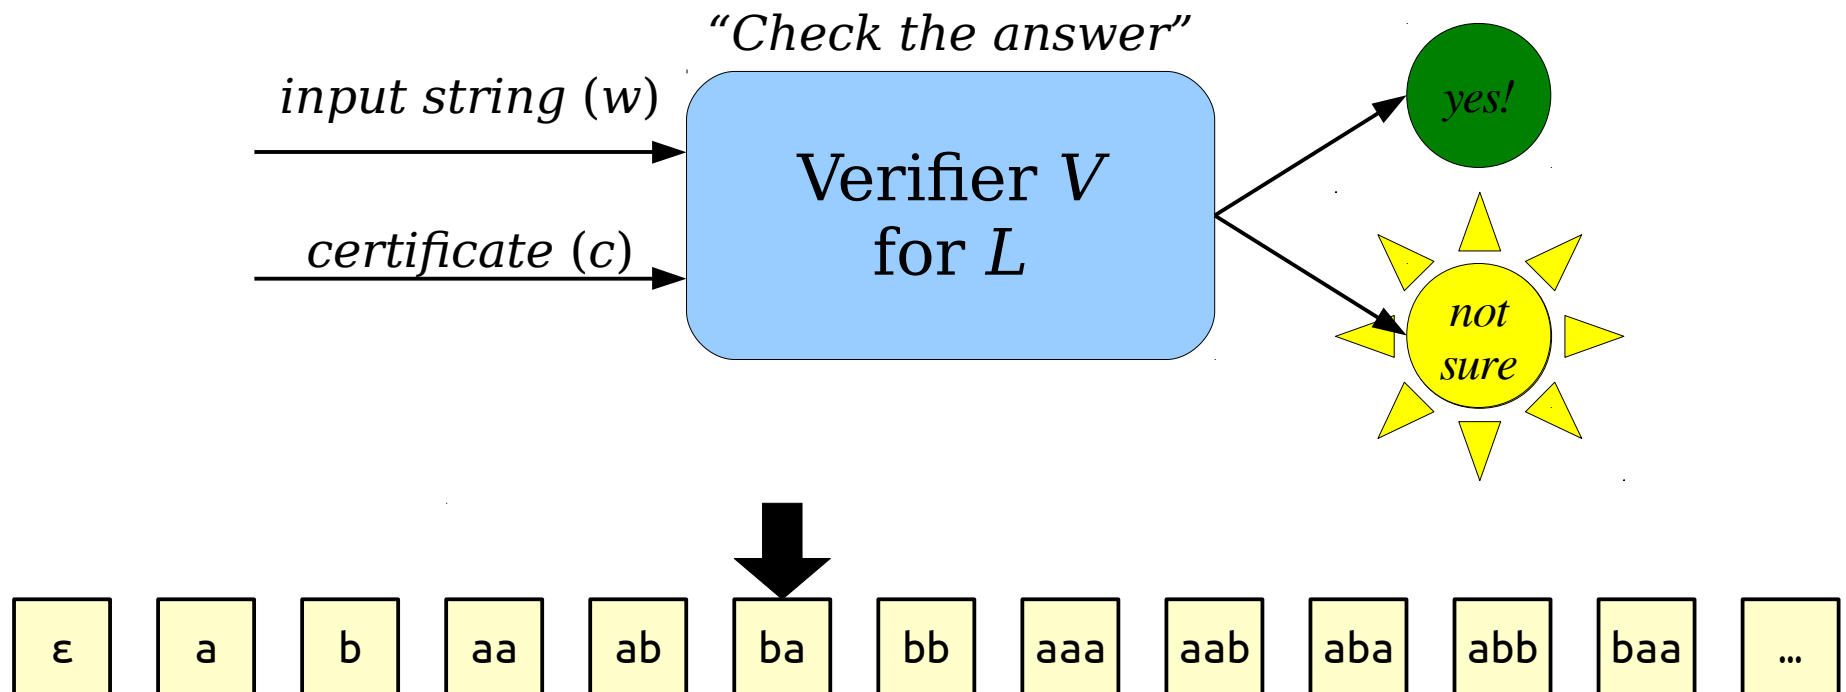 “Check the answer”
input string (w)
certificate (c)
Verifier V
for L
yes!
not
sure
ε a b aa ab ba bb aaa aab aba abb baa …